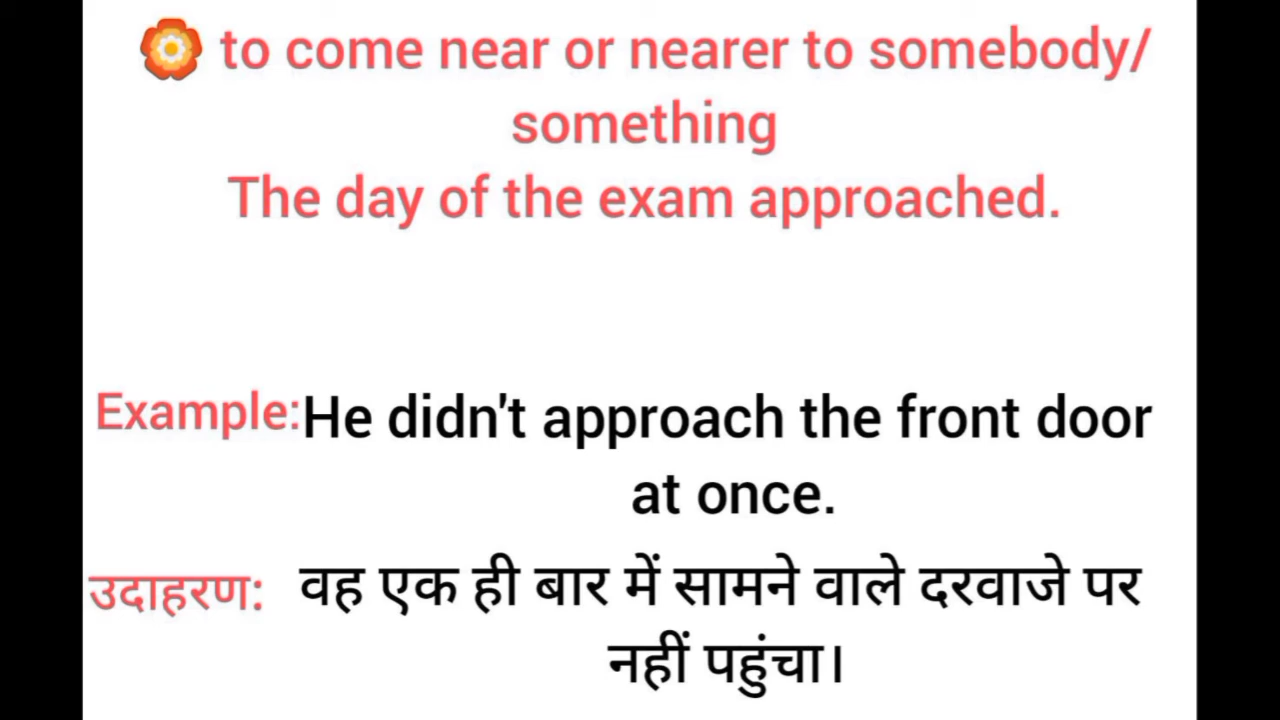 🏵️ to come near or nearer to somebody/
something
The day of the exam approached.
Example:He didn't approach the front door
at once.
उदाहरण: वह एक ही बार में सामने वाले दरवाजे पर
नहीं पहुंचा।